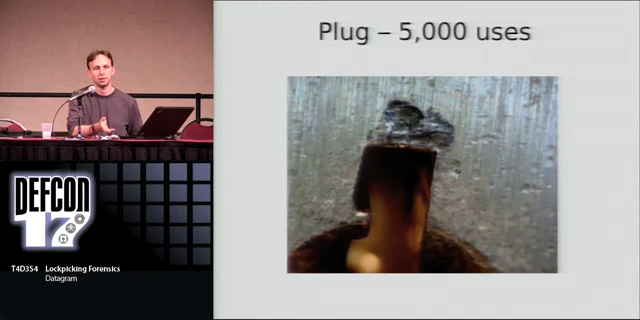 Plug – 5,000 uses
DEFCON
17
T4D3S4 Lockpicking Forensics
Datagram